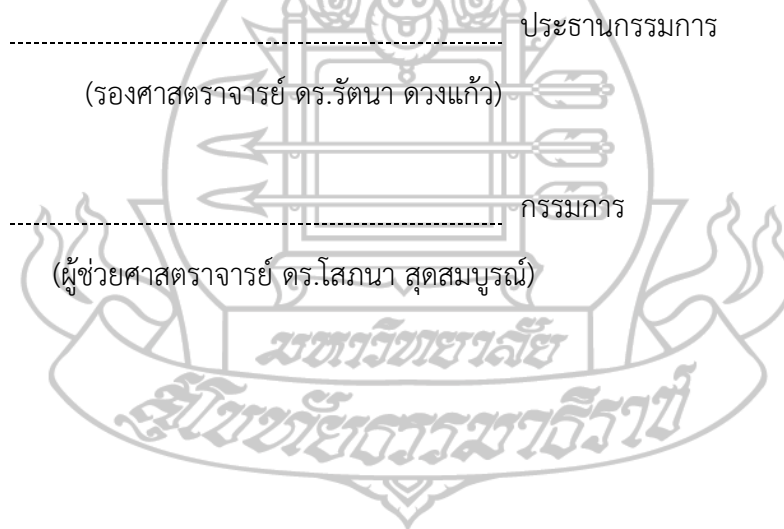 ประธานกรรมการ
(รองศาสตราจารย์ ดร.รัตนา ดวงแก้ว)
กรรมการ
(ผู้ช่วยศาสตราจารย์ ดร.โสภนา สุดสมบูรณ์)
มหาวิทยาลัย
สุโขทัยธรรมาธิราช